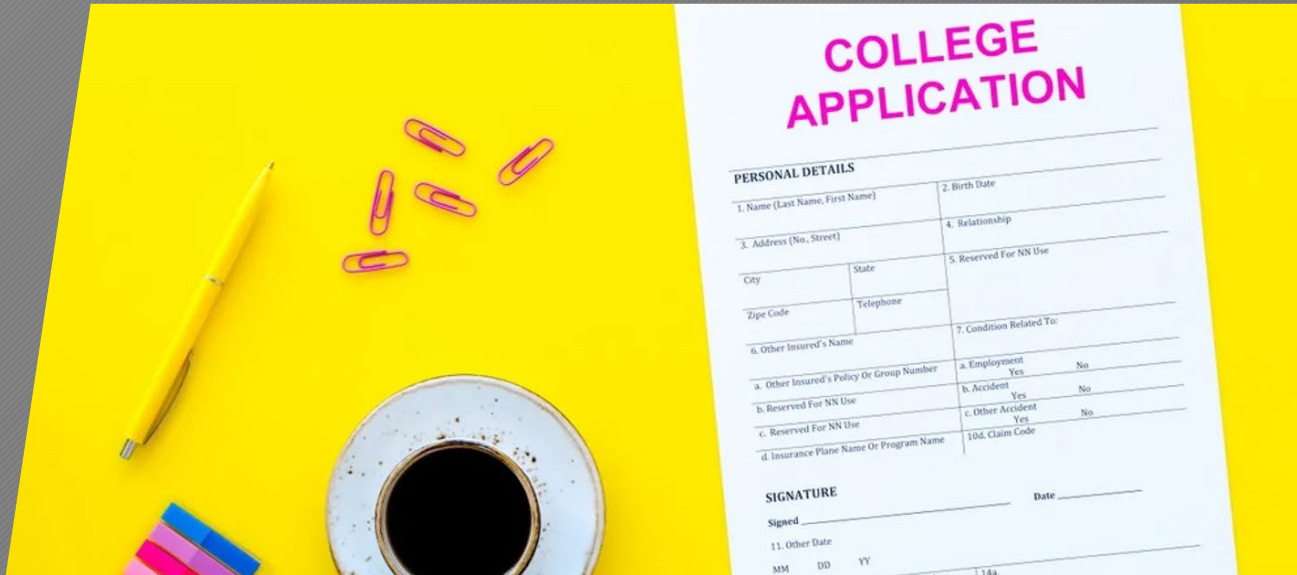 COLLEGE
APPLICATION
PERSONAL DETAILS
1. Name (Last Name, First Name)
2. Birth Date
3. Address (No., Street)
4. Relationship
City
State
5. Reserved For NN Use
Zipe Code
Telephone
6. Other Insured's Name
7. Condition Related To:
a. Other Insured's Policy Or Group Number
a. Employment
Yes No
b. Reserved For NN Use
b. Accident
Yes No
c. Reserved For NN Use
c. Other Accident
Yes No
d. Insurance Plane Name Or Program Name
10d. Claim Code
SIGNATURE
Signed
Date
11. Other Date
MM DD YY
14a.